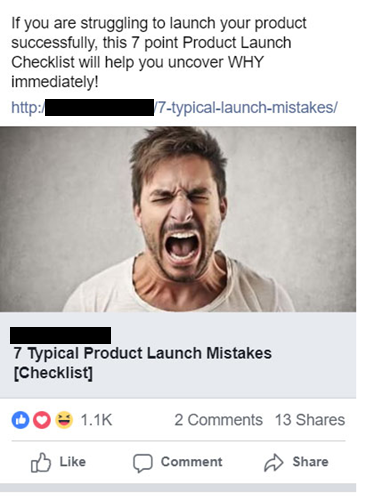 If you are struggling to launch your product
successfully, this 7 point Product Launch
Checklist will help you uncover WHY
immediately!
http:/ /7-typical-launch-mistakes/
7 Typical Product Launch Mistakes
[Checklist]
1.1K 2 Comments 13 Shares
Like Comment Share